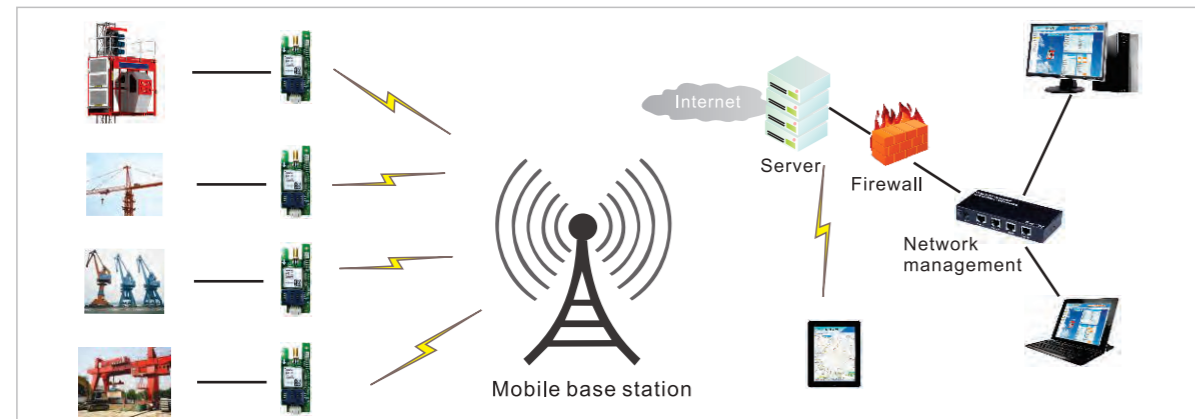 Internet
Server
Firewall
Network
management
Mobile base station